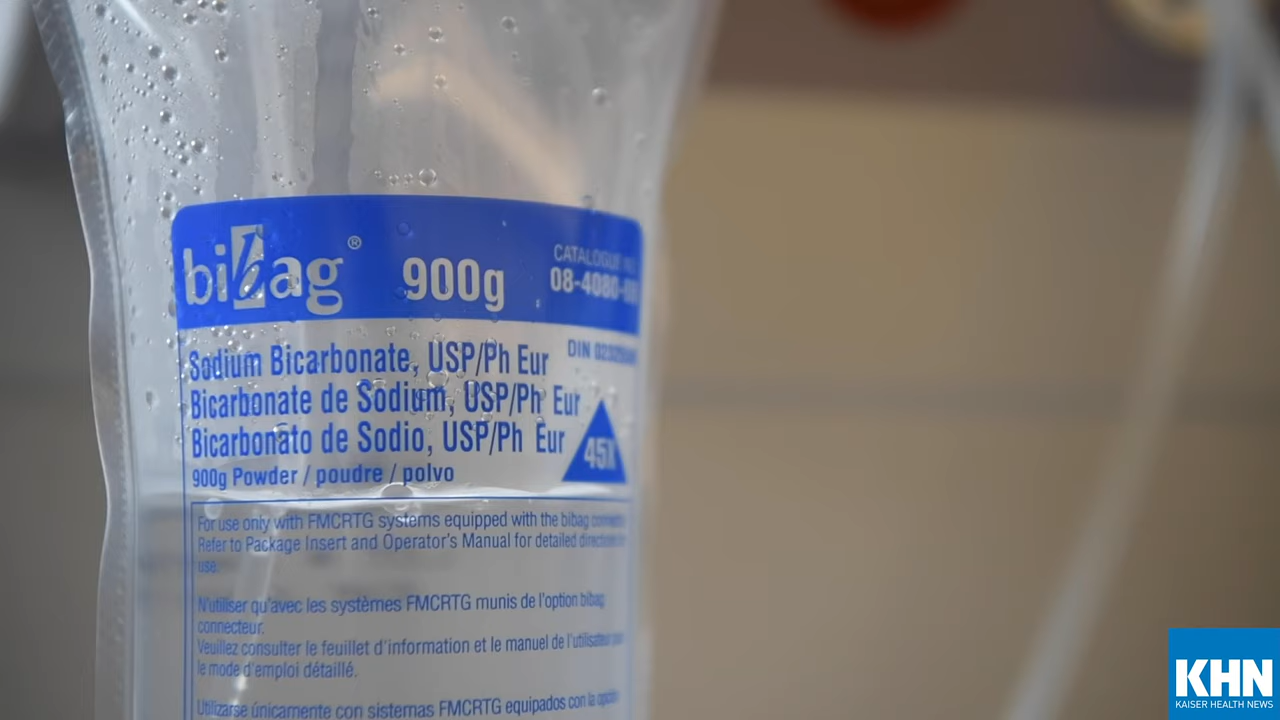 bibag® 900g
CATALOGUE
08-4080-
Sodium Bicarbonate, USP/Ph Eur
DIN
Bicarbonate de Sodium, USP/Ph Eur
Bicarbonato de Sodio, USP/Ph Eur
45X
900g Powder / poudre / polvo
For use only with FMCRTG systems equipped with the bibag
Refer to Package Insert and Operator's Manual for detailed
use.
N'utiliser qu'avec les systèmes FMCRTG munis de l'option bibag
connecteur.
Veuillez consulter le feuillet d'information et le manuel de l'utilisateur pour
le mode d'emploi détaillé.
Utilizarse únicamente con sistemas FMCRTG equipados con la opción
KHN
KAISER HEALTH NEWS